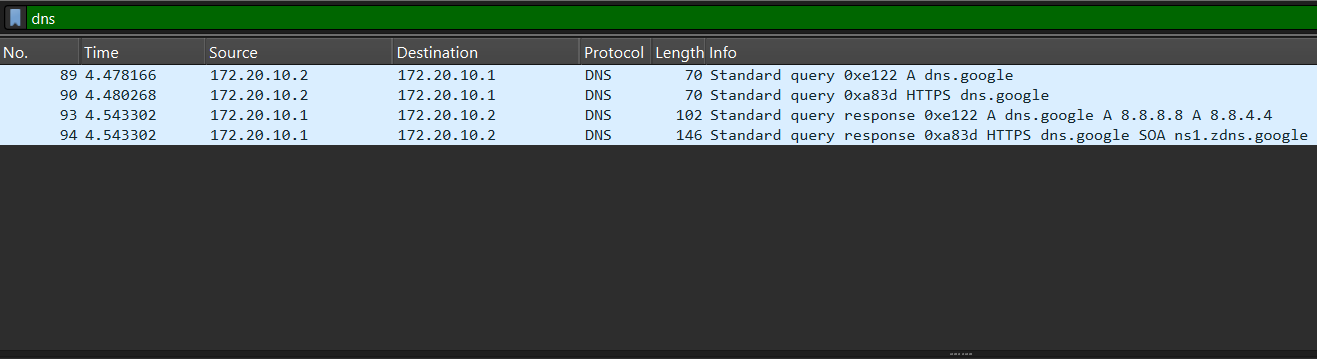 dns
No. Time Source Destination Protocol Length Info
89 4.478166 172.20.10.2 172.20.10.1 DNS 70 Standard query 0xe122 A dns.google
90 4.480268 172.20.10.2 172.20.10.1 DNS 70 Standard query 0xa83d HTTPS dns.google
93 4.543302 172.20.10.1 172.20.10.2 DNS 102 Standard query response 0xe122 A dns.google A 8.8.8.8 A 8.8.4.4
94 4.543302 172.20.10.1 172.20.10.2 DNS 146 Standard query response 0xa83d HTTPS dns.google SOA ns1.zdns.google